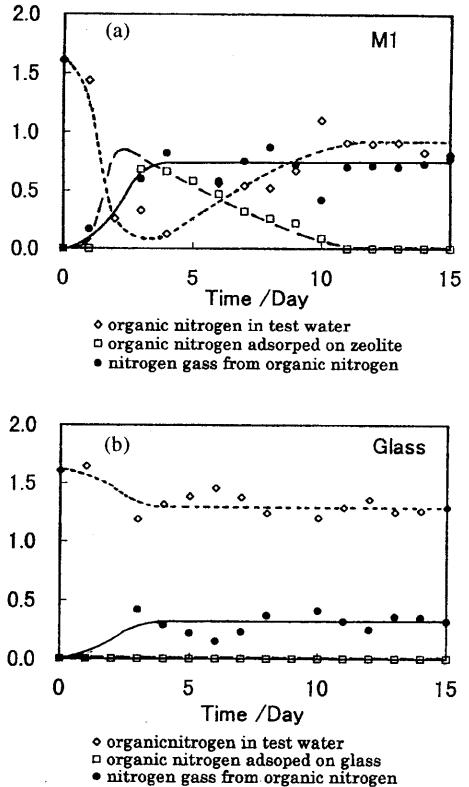 2.0
(a)
M1
1.5
1.0
0.5
0.0
0
5
10
15
Time /Day
◇ organic nitrogen in test water
□ organic nitrogen adsorped on zeolite
● nitrogen gass from organic nitrogen
2.0
(b)
Glass
1.5
1.0
0.5
0.0
0
5
10
15
Time /Day
◇ organicnitrogen in test water
□ organic nitrogen adsoped on glass
● nitrogen gass from organic nitrogen